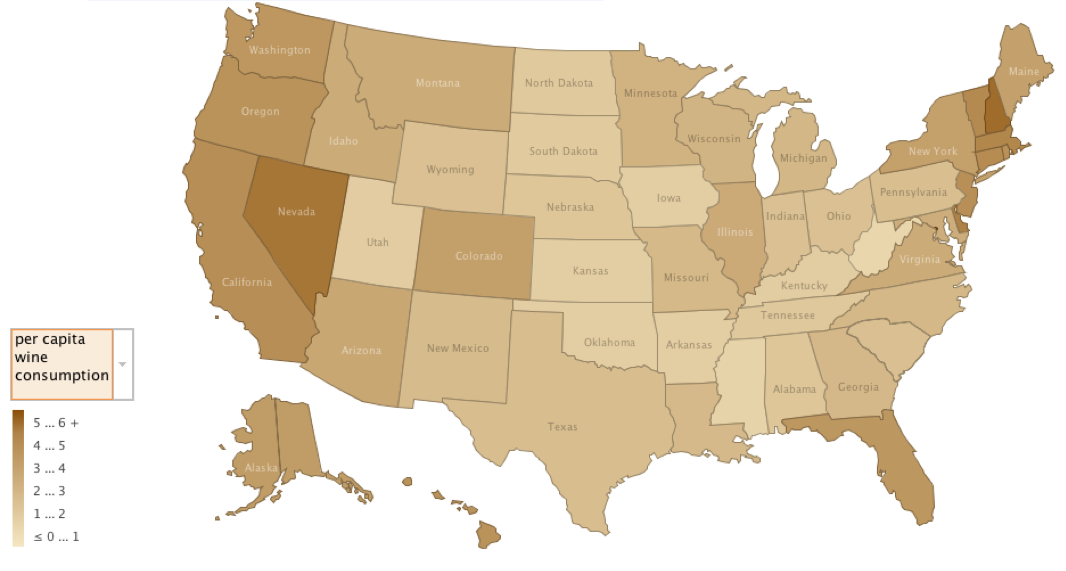 Washington
Maine
Montana
North Dakota
Minnesota
Oregon
Wisconsin
Idaho
South Dakota
New York
Michigan
Wyoming
Pennsylvania
Iowa
Nebraska
Nevada
Indiana
Ohio
Illinois
Utah
Colorado
Virginia
Kansas
Missouri
California
Kentucky
Tennessee
Oklahoma
Arkansas
New Mexico
Arizona
Georgia
Alabama
Texas
Alaska
per capita
wine
consumption
5 ... 6 +
4 ... 5
3 ... 4
2 ... 3
1 ... 2
≤ 0 ... 1